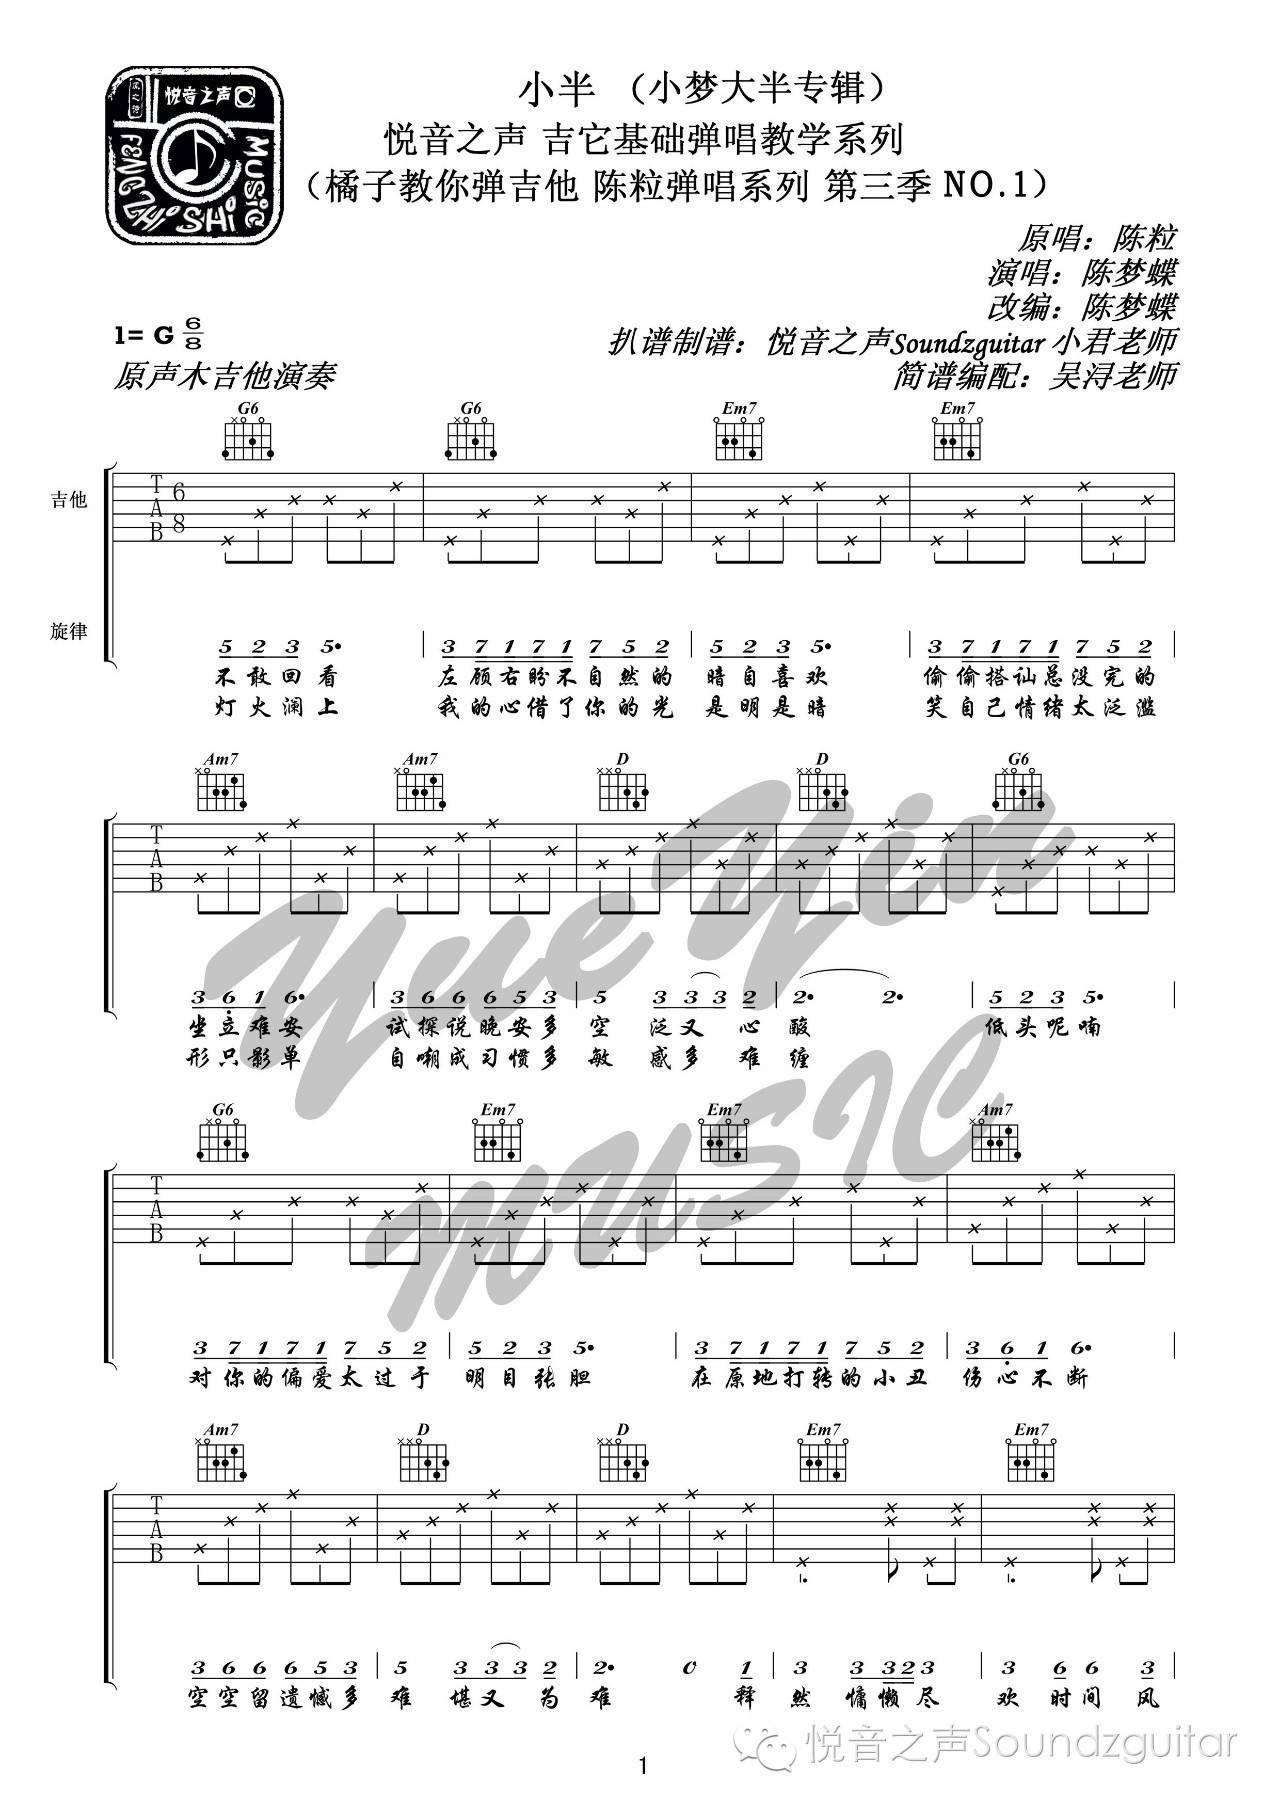 悦音之声
MUSIC
FENGZHISHI
小半 （小梦大半专辑）
悦音之声 吉它基础弹唱教学系列
（橘子教你弹吉他 陈粒弹唱系列 第三季 NO.1）
原唱：陈粒
演唱：陈梦蝶
改编：陈梦蝶
扒谱制谱：悦音之声Soundzguitar 小君老师
简谱编配：吴浔老师
1= G 6/8
原声木吉他演奏
G6 G6 Em7 Em7
吉他
T A B 6 8
旋律
5 2 3 5· 3 7 1 7 1 7 5 2 5 2 3 5· 3 7 1 7 1 7 5 2
不敢回看 左顾右盼不自然的 暗自喜欢 偷偷搭讪总没完的
灯火澜上 我的心借了你的光 是明是暗 笑自己情绪太泛滥
Am7 Am7 D D G6
T A B
3 6 1 6· 3 6 6 6 5 3 5 3 3 3 2 2· 2· 5 2 3 5·
坐立难安 试探说晚安多 空 泛又 心 酸 低头呢喃
形只影单 自嘲成习惯多 敏 感多 难 缠
G6 Em7 Em7 Am7
T A B
3 7 1 7 1 7 5 2 5 2 3 5· 3 7 1 7 1 7 5 2 3 6 1 6·
对你的偏爱太过于 明目张胆 在原地打转的小丑 伤心不断
Am7 D D Em7 Em7
T A B
3 6 6 6 5 3 5 3 3 3 2 2· 0 1 3 3 3 2 3 3 6 6 3
空空留遗憾多 难 堪又 为 难 释 然 慵懒尽 欢 时间 风
YueYin
MUSIC
悦音之声Soundzguitar
1